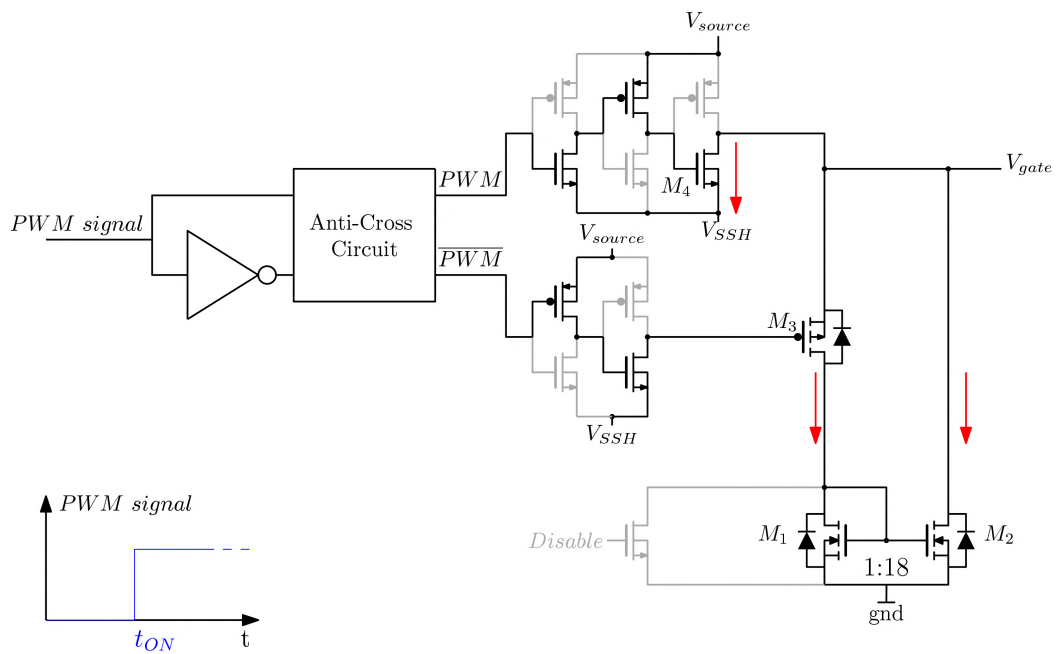 V_source
PWM
M_4
V_gate
PWM signal
Anti-Cross
Circuit
V_SSH
V_source
PWM
M_3
V_SSH
PWM signal
Disable
M_1
M_2
1:18
gnd
t_ON
t